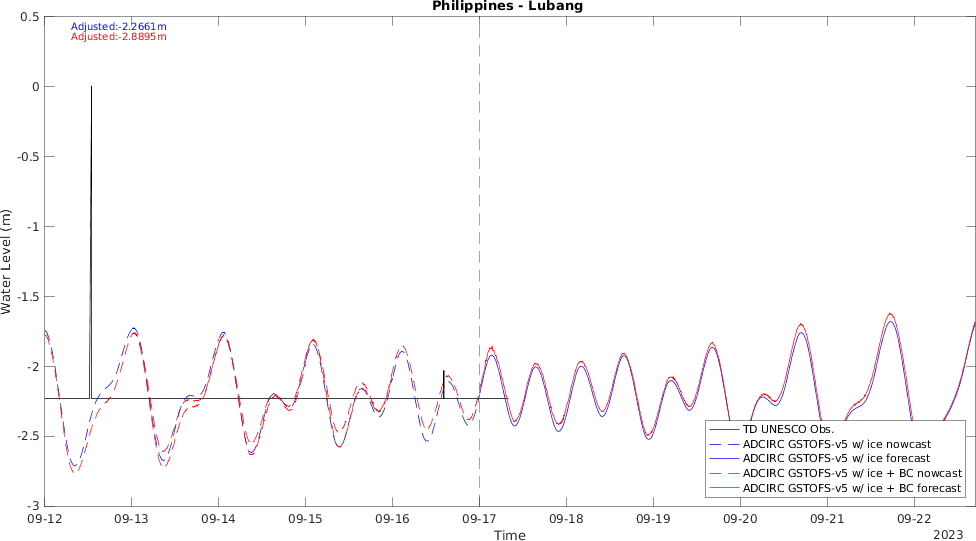 Philippines - Lubang
Adjusted:-2.2661m
Adjusted:-2.8895m
Water Level (m)
0.5
0
-0.5
-1
-1.5
-2
-2.5
-3
TD UNESCO Obs.
ADCIRC GSTOFS-v5 w/ ice nowcast
ADCIRC GSTOFS-v5 w/ ice forecast
ADCIRC GSTOFS-v5 w/ ice + BC nowcast
ADCIRC GSTOFS-v5 w/ ice + BC forecast
09-12 09-13 09-14 09-15 09-16 09-17 09-18 09-19 09-20 09-21 09-22
Time
2023